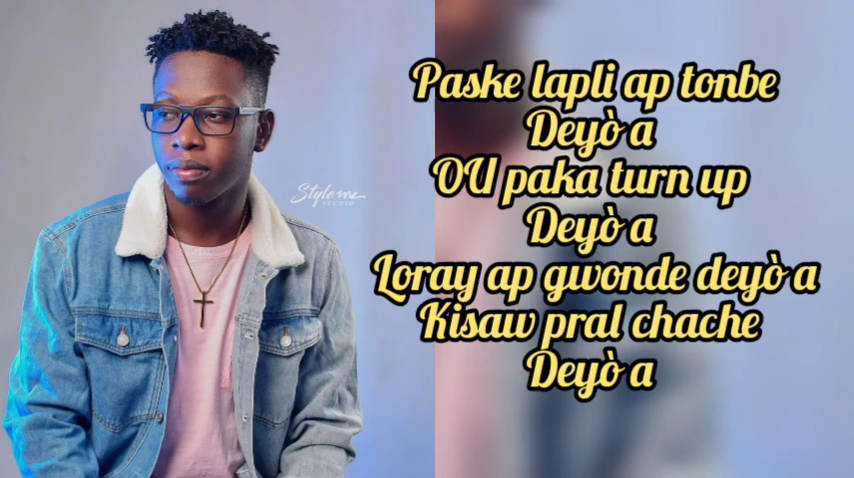 Style me
STUDIO
Paske lapli ap tonbe
Deyò a
OU paka turn up
Deyò a
Loray ap gwonde deyò a
Kisaw pral chache
Deyò a